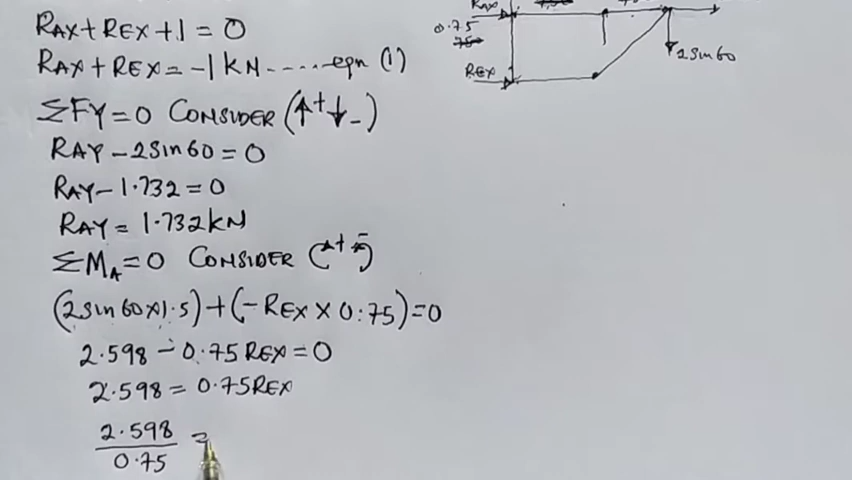 RAX+REX+1=0
RAX+REX=-1KN-----eqn (1)
ΣFY=0 CONSIDER (↑+↓-)
RAY-2sin60=0
RAY-1.732=0
RAY=1.732KN
ΣMA=0 CONSIDER
(2sin60×1.5)+(-REX×0.75)=0
2.598-0.75REX=0
2.598=0.75REX
2.598/0.75 =
RAX
0.75
REX
2sin60